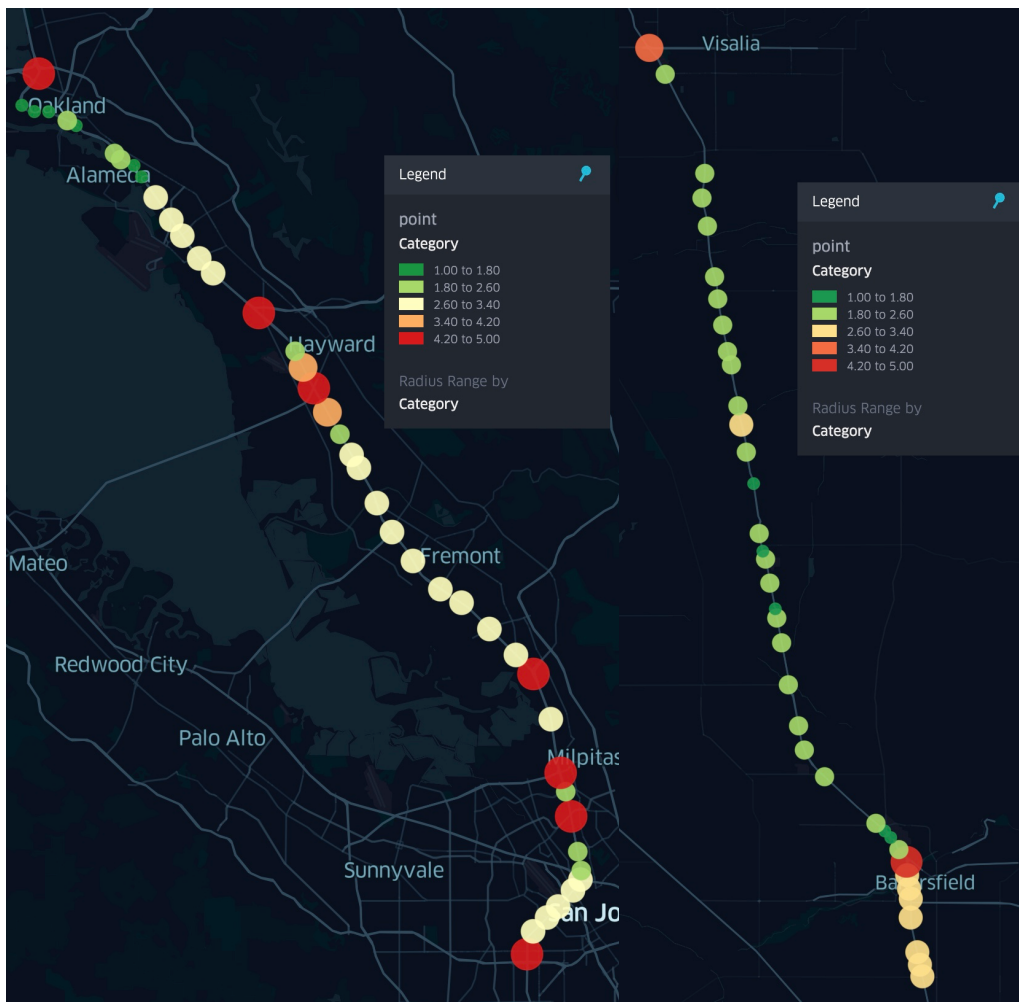 Visalia
Oakland
Alameda
Legend
point
Category
1.00 to 1.80
1.80 to 2.60
2.60 to 3.40
3.40 to 4.20
4.20 to 5.00
Radius Range by
Category
Hayward
Fremont
Mateo
Redwood City
Palo Alto
Milpitas
Sunnyvale
San Jo
Legend
point
Category
1.00 to 1.80
1.80 to 2.60
2.60 to 3.40
3.40 to 4.20
4.20 to 5.00
Radius Range by
Category
Bakersfield